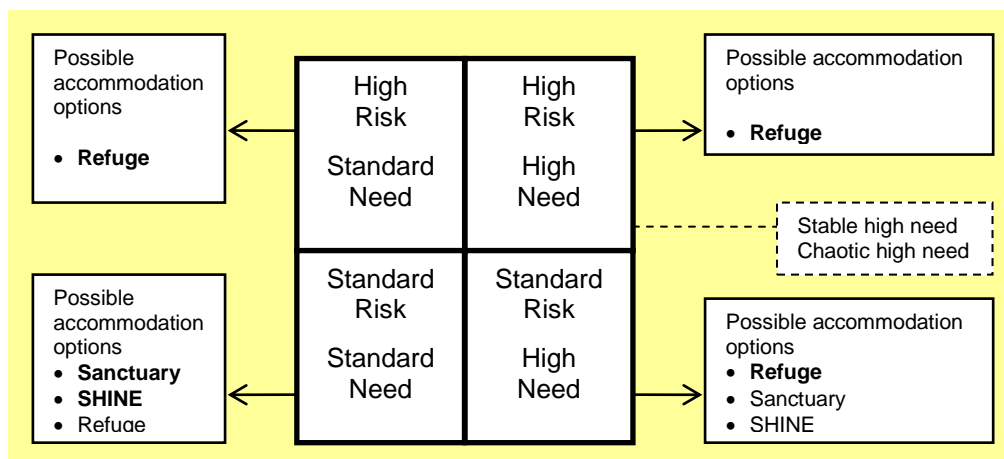 Possible
accommodation
options
• Refuge
High
Risk
Standard
Need
High
Risk
High
Need
Possible accommodation
options
• Refuge
Stable high need
Chaotic high need
Possible
accommodation
options
• Sanctuary
• SHINE
• Refuge
Standard
Risk
Standard
Need
Standard
Risk
High
Need
Possible accommodation
options
• Refuge
• Sanctuary
• SHINE